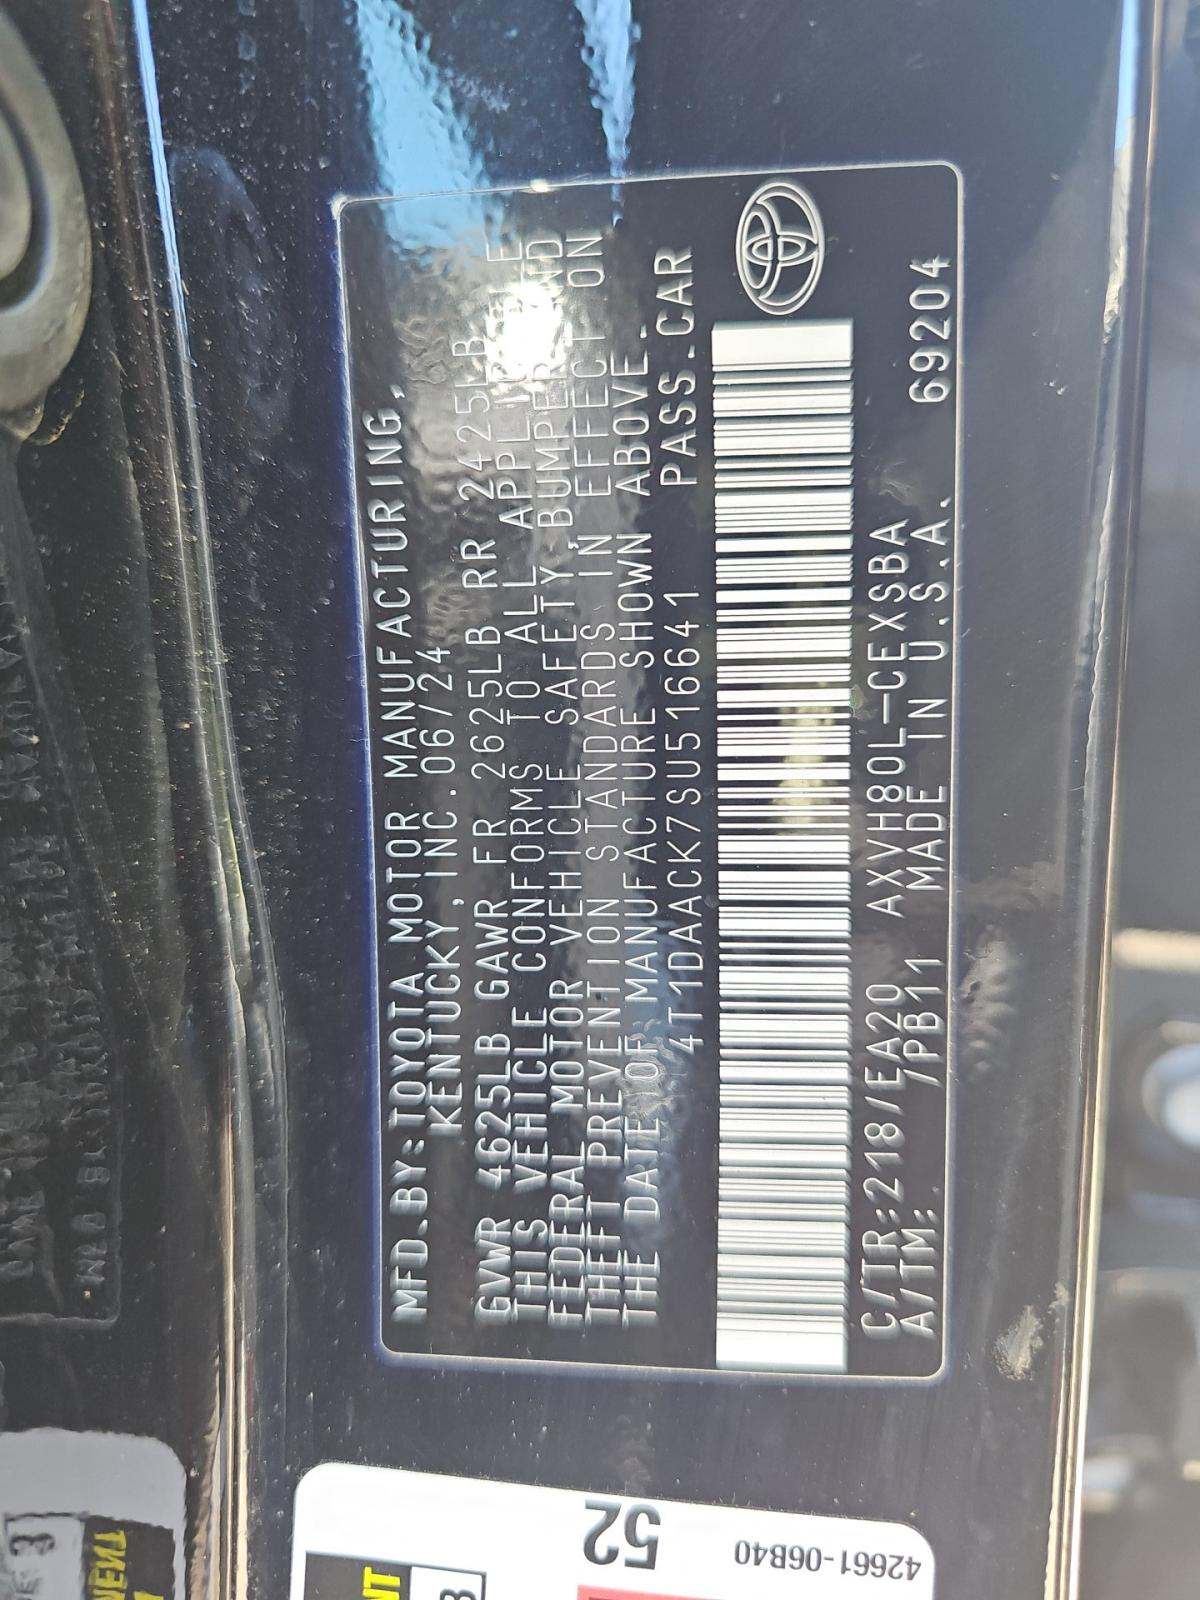 MFD.BY:TOYOTA MOTOR MANUFACTURING,
KENTUCKY,INC.06/24
GVWR 4625LB GAWR FR 2625LB RR 2425LB
THIS VEHICLE CONFORMS TO ALL APPLICABLE
FEDERAL MOTOR VEHICLE SAFETY,BUMPER,AND
THEFT PREVENTION STANDARDS IN EFFECT ON
THE DATE OF MANUFACTURE SHOWN ABOVE.
4T1DAACK7SU516641 PASS.CAR
C/TR:218/EA20 AXVH80L-CEXSBA
A/TM: /PB11 MADE IN U.S.A. 69204
52
42661-06B40